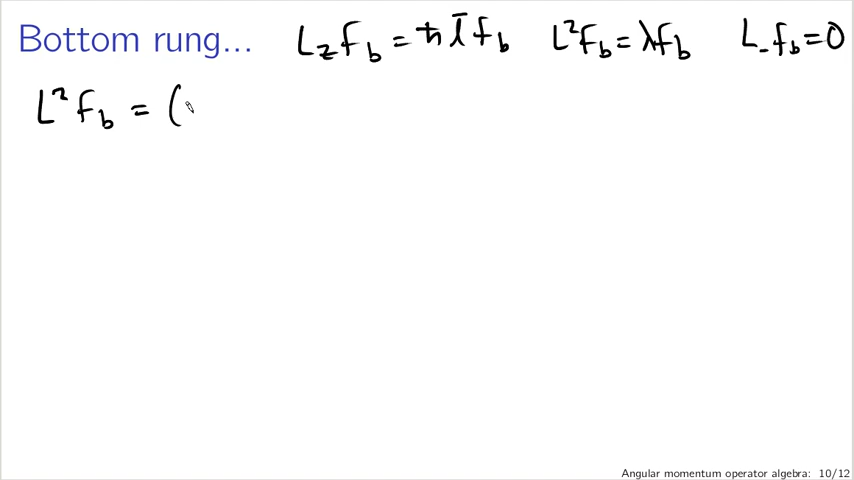 Bottom rung... L_z f_b = ħ l̄ f_b   L² f_b = λ f_b   L₋ f_b = 0
L² f_b = (
Angular momentum operator algebra: 10/12